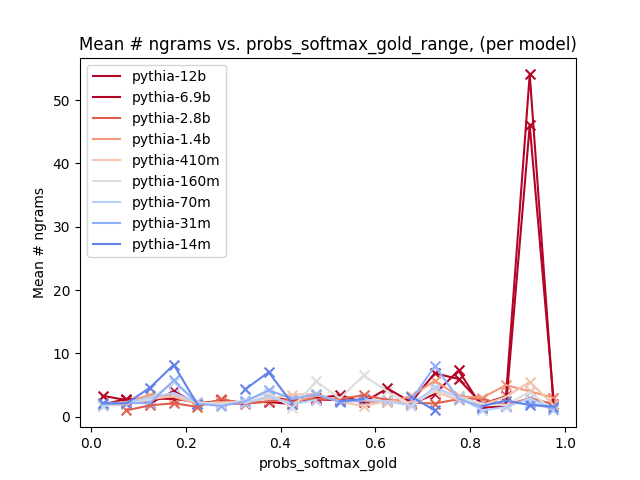 Mean # ngrams vs. probs_softmax_gold_range, (per model)
pythia-12b
pythia-6.9b
pythia-2.8b
pythia-1.4b
pythia-410m
pythia-160m
pythia-70m
pythia-31m
pythia-14m
Mean # ngrams
50
40
30
20
10
0
0.0 0.2 0.4 0.6 0.8 1.0
probs_softmax_gold